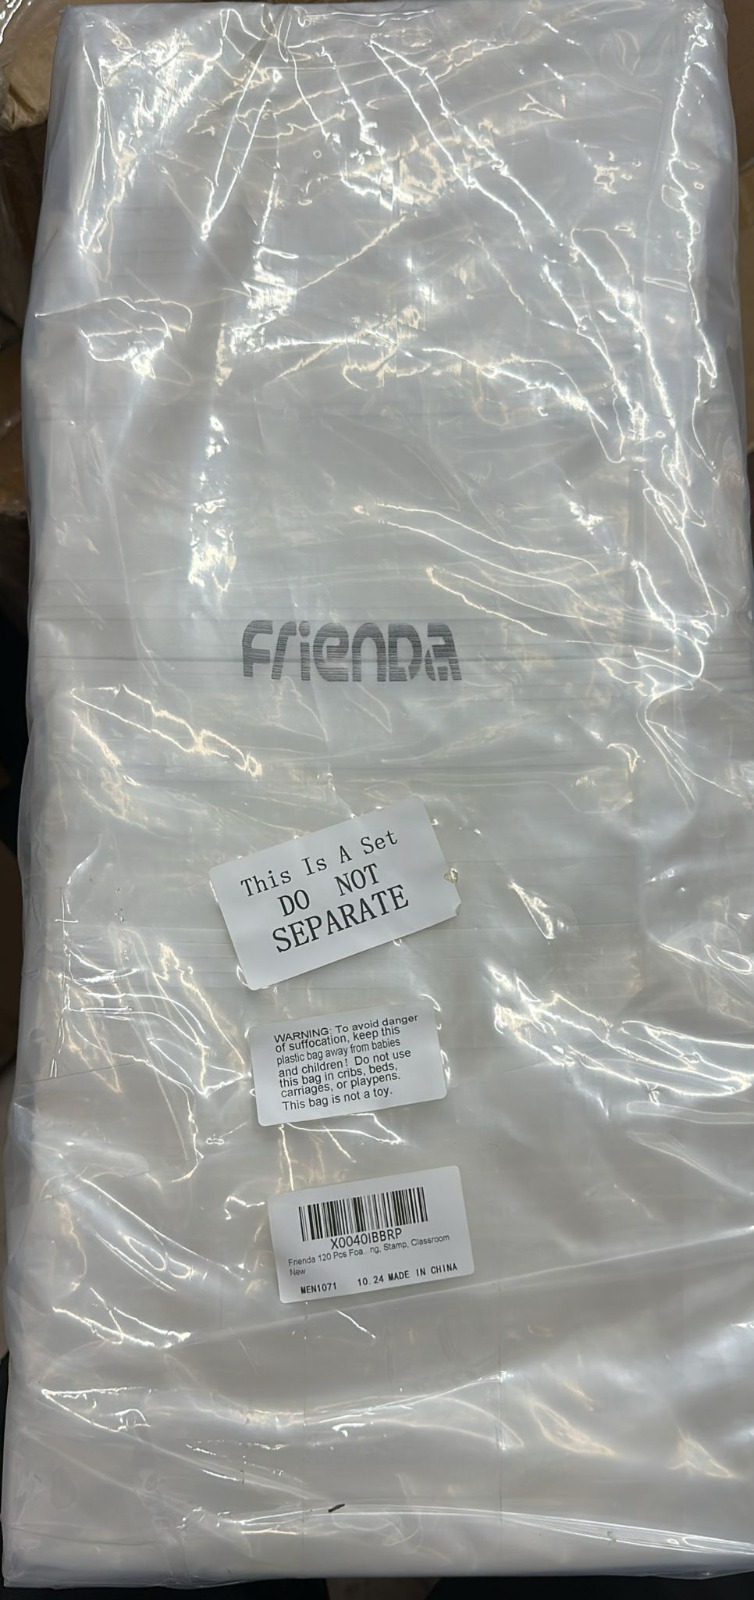 Frienda
This Is A Set
DO NOT
SEPARATE
WARNING: To avoid danger
of suffocation, keep this
plastic bag away from babies
and children! Do not use
this bag in cribs, beds,
carriages, or playpens.
This bag is not a toy.
X0040IBBRP
Frienda 120 Pcs Foa...ng, Stamp, Classroom
New
MEN1071 10.24 MADE IN CHINA